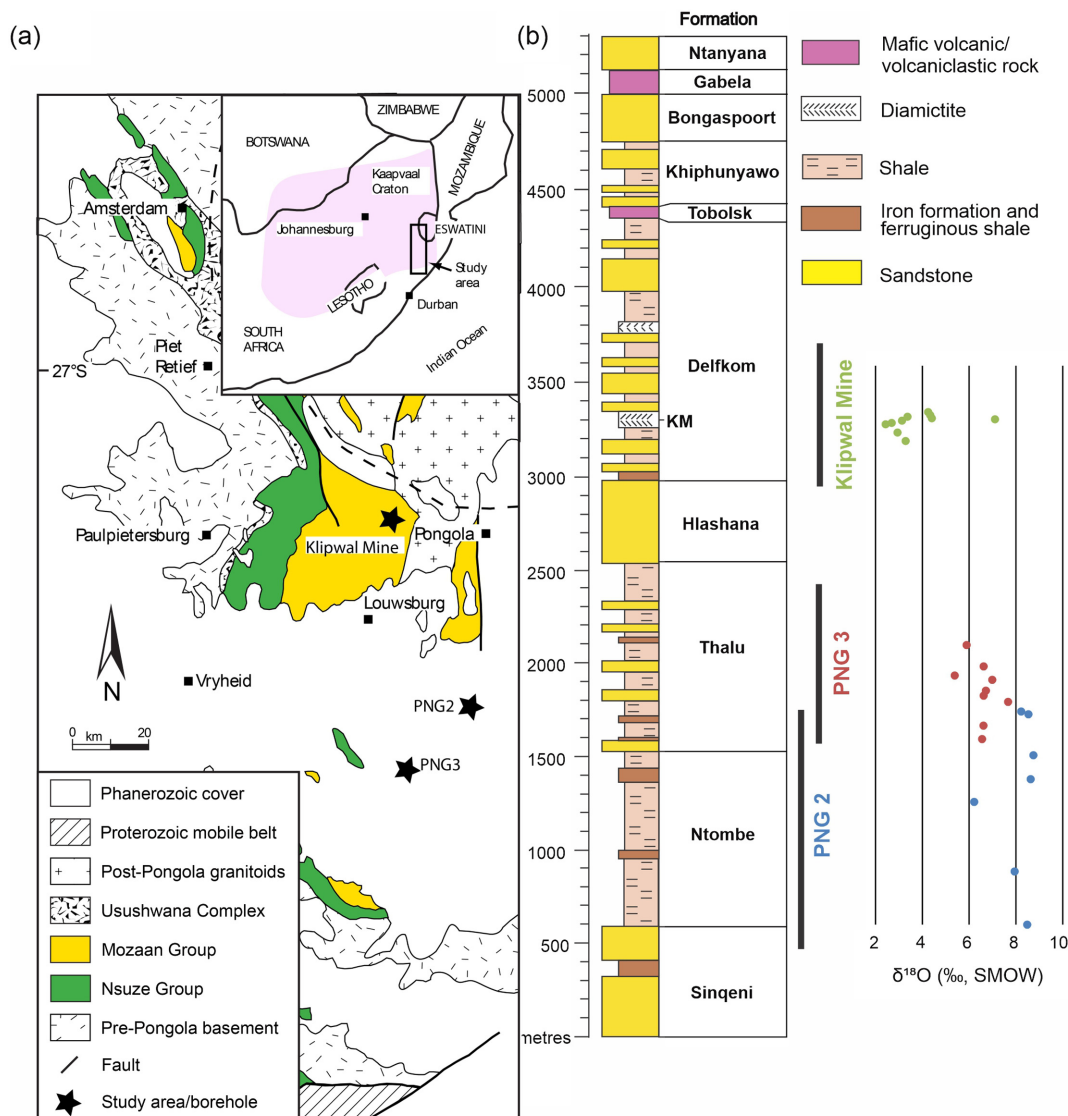 (a)
BOTSWANA
ZIMBABWE
MOZAMBIQUE
Kaapvaal
Craton
Johannesburg
ESWATINI
Study
area
LESOTHO
Durban
SOUTH
AFRICA
Indian Ocean
Amsterdam
Piet
Retief
27°S
Paulpietersburg
Klipwal Mine
Pongola
Louwsburg
N
Vryheid
0
20
km
PNG2
PNG3
Phanerozoic cover
Proterozoic mobile belt
Post-Pongola granitoids
Usushwana Complex
Mozaan Group
Nsuze Group
Pre-Pongola basement
Fault
Study area/borehole
(b)
Formation
Ntanyana
Gabela
5000
Bongaspoort
Khiphunyawo
4500
Tobolsk
4000
Delfkom
3500
KM
3000
Hlashana
2500
Thalu
2000
1500
Ntombe
1000
500
Sinqeni
metres
Mafic volcanic/
volcaniclastic rock
Diamictite
Shale
Iron formation and
ferruginous shale
Sandstone
Klipwal Mine
PNG 3
PNG 2
2
4
6
8
10
δ¹⁸O (‰, SMOW)